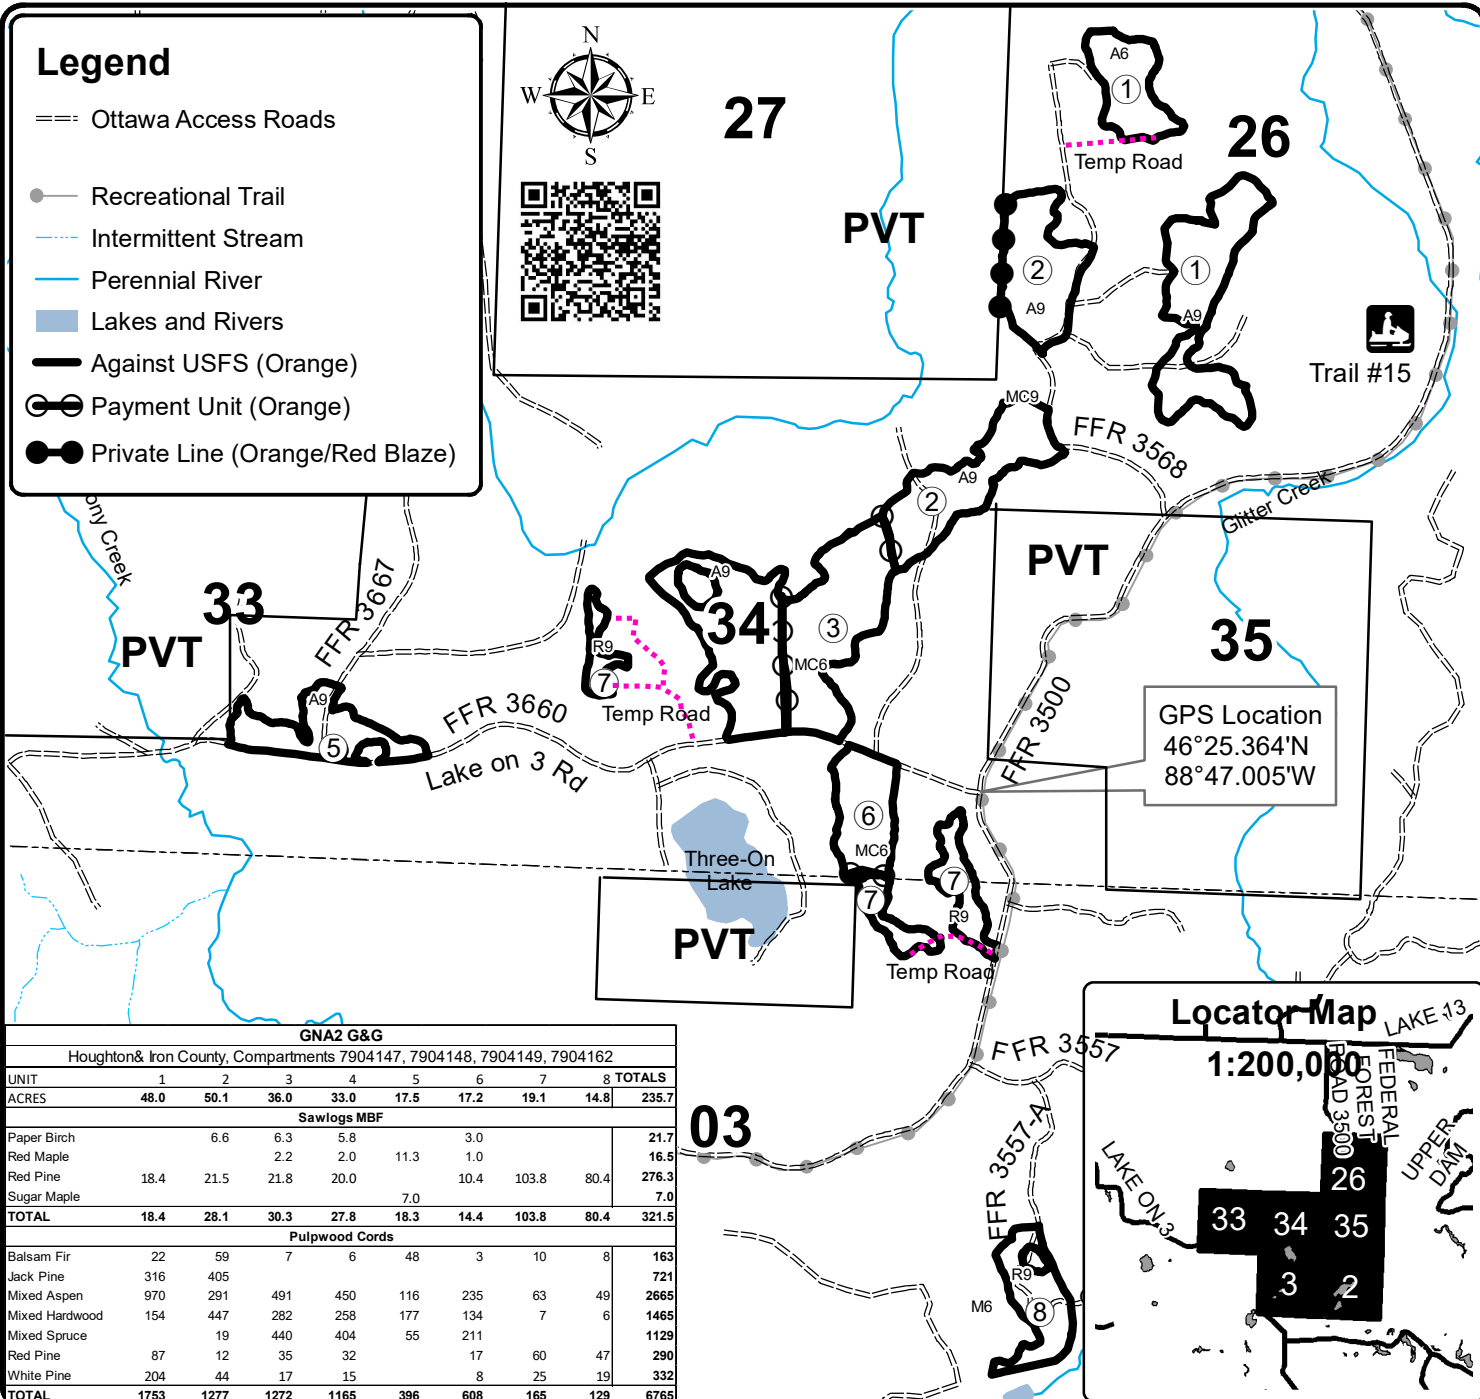 Legend
Ottawa Access Roads
Recreational Trail
Intermittent Stream
Perennial River
Lakes and Rivers
Against USFS (Orange)
Payment Unit (Orange)
Private Line (Orange/Red Blaze)
N
W E
S
27
PVT
26
A6
1
Temp Road
2
A9
1
A9
Trail #15
MC9
FFR 3568
A9
2
Glitter Creek
ony Creek
33
PVT
FFR 3667
A9
34
3
MC6
PVT
35
R9
7
Temp Road
A9
5
FFR 3660
Lake on 3 Rd
FFR 3500
GPS Location
46°25.364'N
88°47.005'W
6
MC6
Three-On
Lake
7
7
R9
PVT
Temp Road
FFR 3557
03
FFR 3557-A
R9
M6
8
GNA2 G&G
Houghton& Iron County, Compartments 7904147, 7904148, 7904149, 7904162
UNIT 1 2 3 4 5 6 7 8 TOTALS
ACRES 48.0 50.1 36.0 33.0 17.5 17.2 19.1 14.8 235.7
Sawlogs MBF
Paper Birch 6.6 6.3 5.8 3.0 21.7
Red Maple 2.2 2.0 11.3 1.0 16.5
Red Pine 18.4 21.5 21.8 20.0 10.4 103.8 80.4 276.3
Sugar Maple 7.0 7.0
TOTAL 18.4 28.1 30.3 27.8 18.3 14.4 103.8 80.4 321.5
Pulpwood Cords
Balsam Fir 22 59 7 6 48 3 10 8 163
Jack Pine 316 405 721
Mixed Aspen 970 291 491 450 116 235 63 49 2665
Mixed Hardwood 154 447 282 258 177 134 7 6 1465
Mixed Spruce 19 440 404 55 211 1129
Red Pine 87 12 35 32 17 60 47 290
White Pine 204 44 17 15 8 25 19 332
TOTAL 1753 1277 1272 1165 396 608 165 129 6765
Locator Map
1:200,000
LAKE 13
FEDERAL
FOREST
ROAD 3500
UPPER
DAM
LAKE ON 3
26
33 34 35
3 2